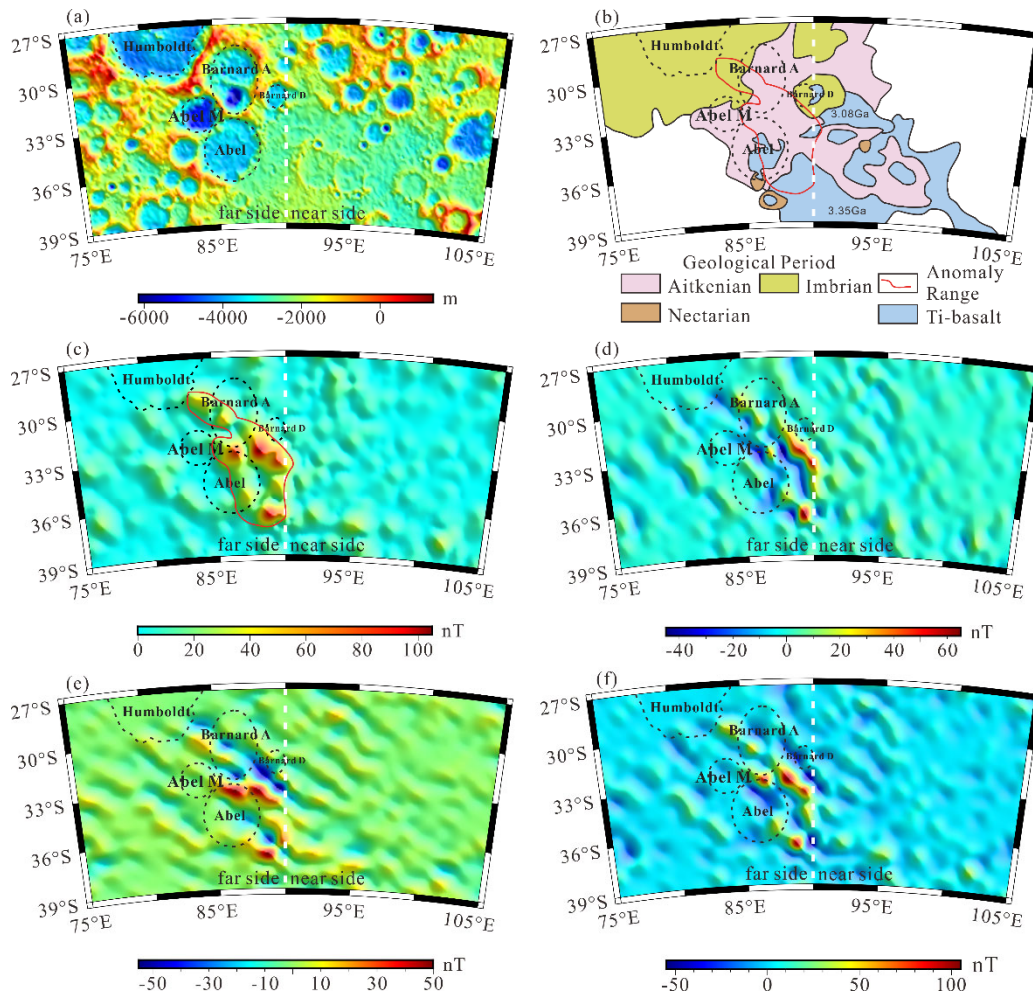 (a)
27°S
30°S
33°S
36°S
39°S
75°E
85°E
95°E
105°E
Humboldt
Barnard A
Barnard D
Abel M
Abel
far side near side
m
-6000 -4000 -2000 0
(b)
27°S
30°S
33°S
36°S
39°S
75°E
85°E
95°E
105°E
Humboldt
Barnard A
Barnard D
Abel M
Abel
3.08Ga
3.35Ga
far side near side
Geological Period
Aitkenian
Imbrian
Anomaly
Range
Nectarian
Ti-basalt
(c)
27°S
30°S
33°S
36°S
39°S
75°E
85°E
95°E
105°E
Humboldt
Barnard A
Barnard D
Abel M
Abel
far side near side
nT
0 20 40 60 80 100
(d)
27°S
30°S
33°S
36°S
39°S
75°E
85°E
95°E
105°E
Humboldt
Barnard A
Barnard D
Abel M
Abel
far side near side
nT
-40 -20 0 20 40 60
(e)
27°S
30°S
33°S
36°S
39°S
75°E
85°E
95°E
105°E
Humboldt
Barnard A
Barnard D
Abel M
Abel
far side near side
nT
-50 -30 -10 10 30 50
(f)
27°S
30°S
33°S
36°S
39°S
75°E
85°E
95°E
105°E
Humboldt
Barnard A
Barnard D
Abel M
Abel
far side near side
nT
-50 0 50 100